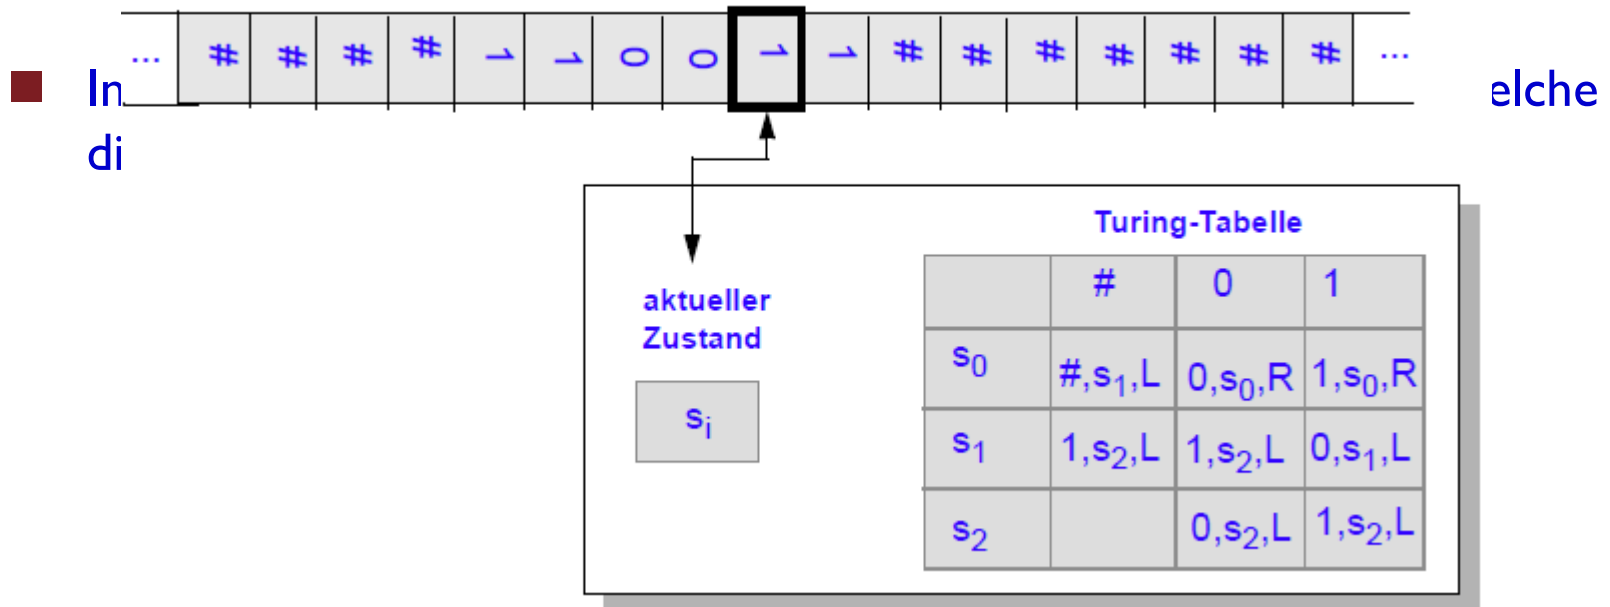 ... # # # # 1 1 0 0 1 1 # # # # # # # ...
In elche
di
Turing-Tabelle
# 0 1
aktueller
Zustand
s0 #,s1,L 0,s0,R 1,s0,R
si
s1 1,s2,L 1,s2,L 0,s1,L
s2 0,s2,L 1,s2,L